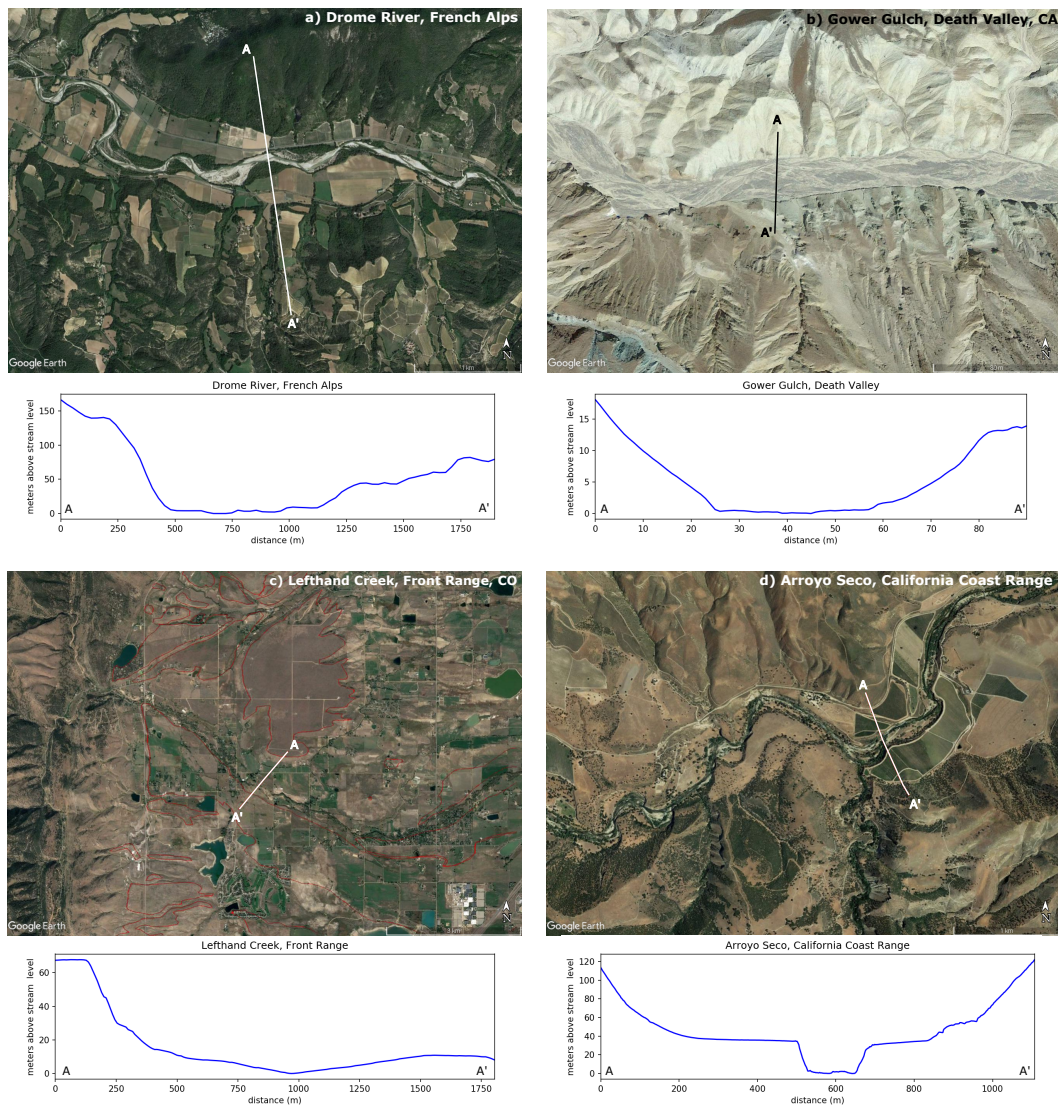 a) Drome River, French Alps
A
A'
Google Earth
1 km
N
Drome River, French Alps
meters above stream level
150
100
50
0
A
A'
0
250
500
750
1000
1250
1500
1750
distance (m)
b) Gower Gulch, Death Valley, CA
A
A'
Google Earth
N
Gower Gulch, Death Valley
meters above stream level
15
10
5
0
A
A'
0
10
20
30
40
50
60
70
80
distance (m)
c) Lefthand Creek, Front Range, CO
A
A'
Google Earth
3 km
N
Lefthand Creek, Front Range
meters above stream level
60
40
20
0
A
A'
0
250
500
750
1000
1250
1500
1750
distance (m)
d) Arroyo Seco, California Coast Range
A
A'
Google Earth
1 km
N
Arroyo Seco, California Coast Range
meters above stream level
120
100
80
60
40
20
0
A
A'
0
200
400
600
800
1000
distance (m)